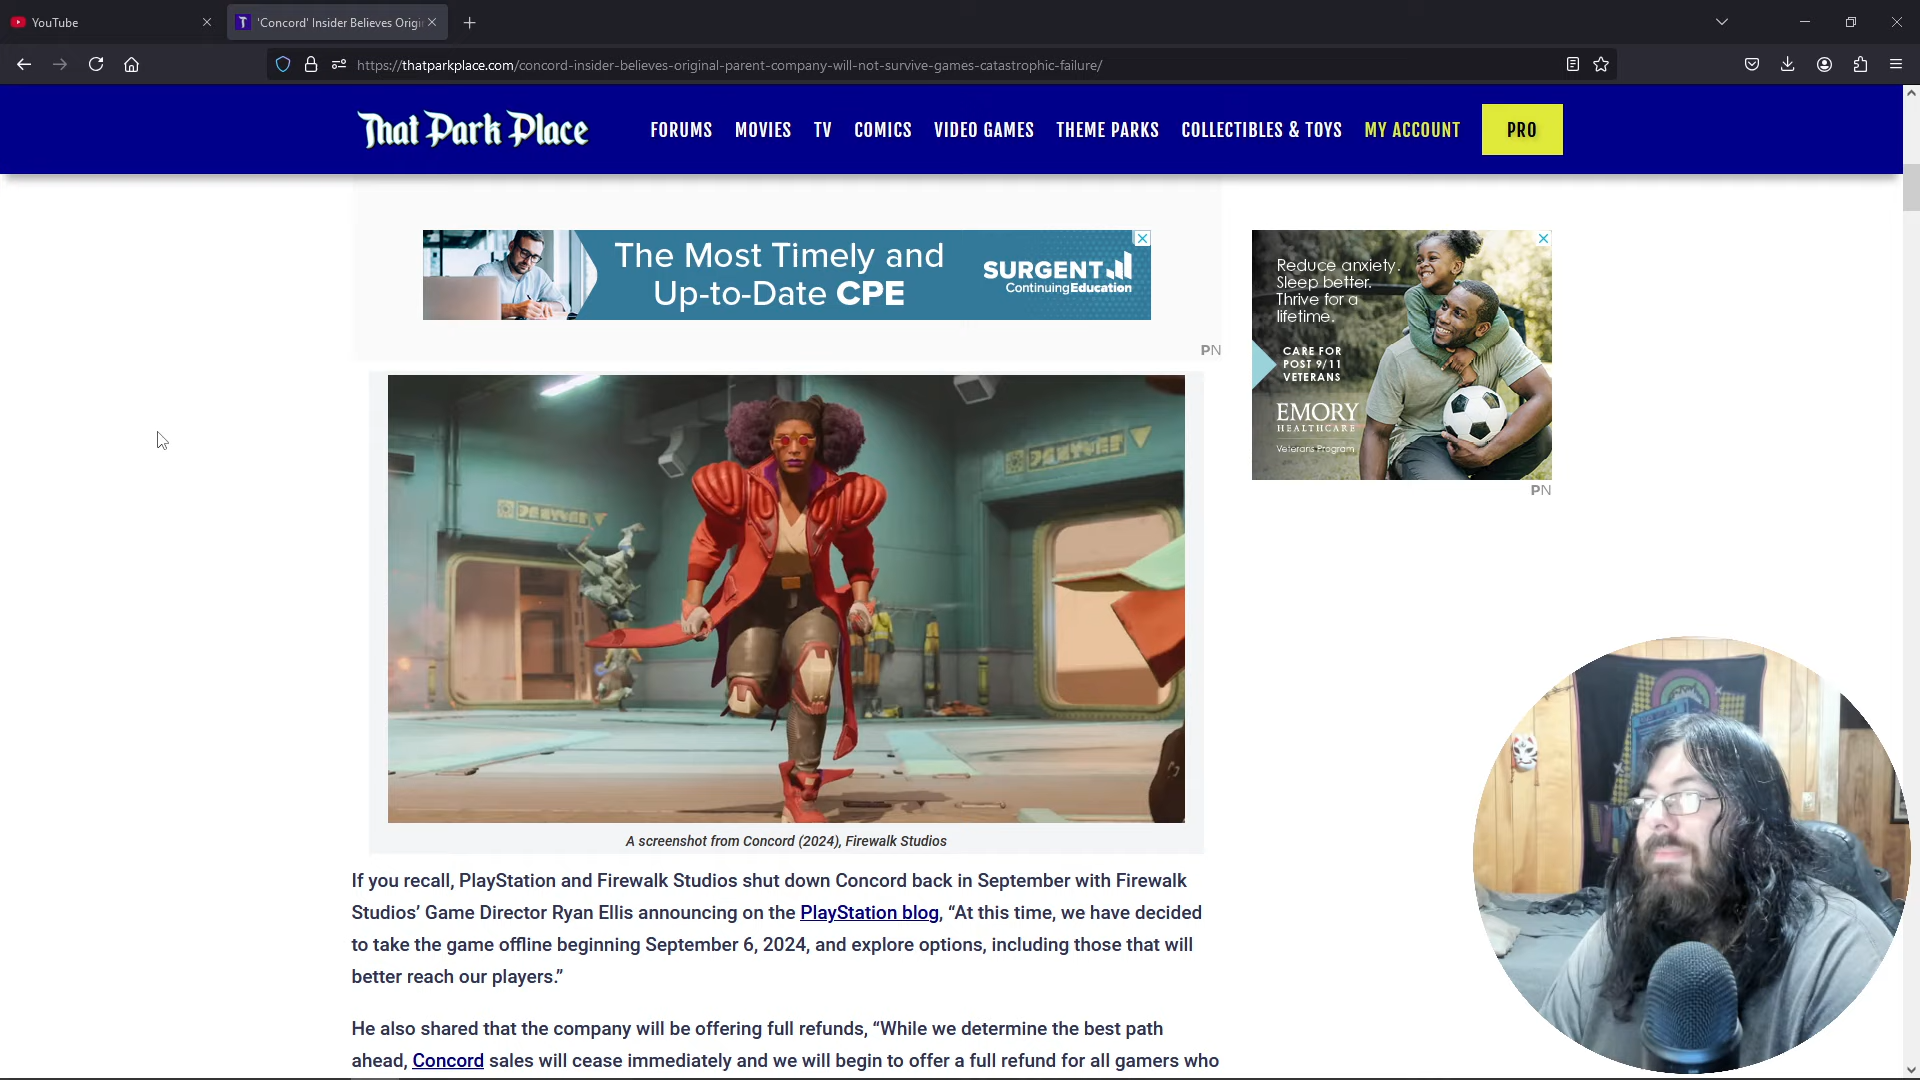 YouTube
'Concord' Insider Believes Origi
https://thatparkplace.com/concord-insider-believes-original-parent-company-will-not-survive-games-catastrophic-failure/
That Park Place
FORUMS MOVIES TV COMICS VIDEO GAMES THEME PARKS COLLECTIBLES & TOYS MY ACCOUNT PRO
The Most Timely and
Up-to-Date CPE
SURGENT
Continuing Education
PN
Reduce anxiety.
Sleep better.
Thrive for a
lifetime.
CARE FOR
POST 9/11
VETERANS
EMORY
HEALTHCARE
Veterans Program
PN
A screenshot from Concord (2024), Firewalk Studios
If you recall, PlayStation and Firewalk Studios shut down Concord back in September with Firewalk
Studios’ Game Director Ryan Ellis announcing on the PlayStation blog, “At this time, we have decided
to take the game offline beginning September 6, 2024, and explore options, including those that will
better reach our players.”
He also shared that the company will be offering full refunds, “While we determine the best path
ahead, Concord sales will cease immediately and we will begin to offer a full refund for all gamers who